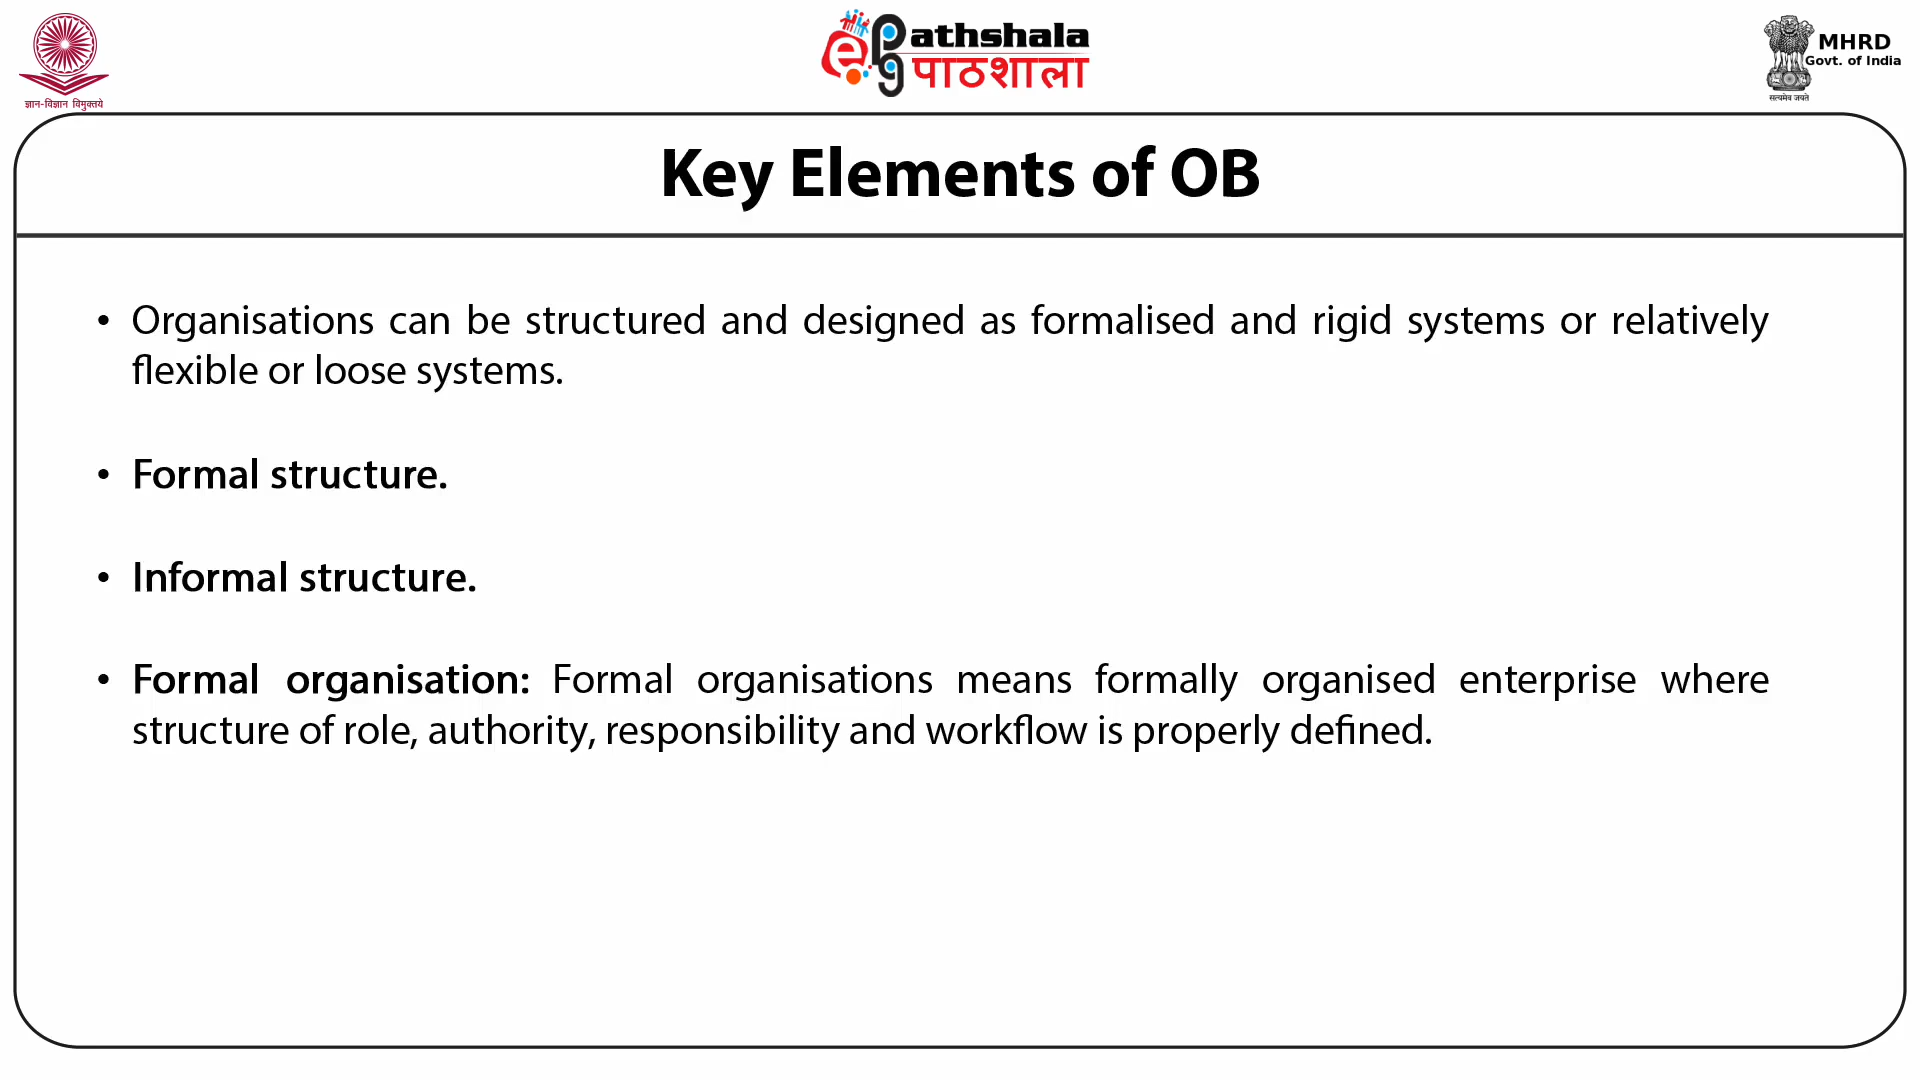 ज्ञान-विज्ञान विमुक्तये
ePathshala
पाठशाला
MHRD
Govt. of India
सत्यमेव जयते
Key Elements of OB
• Organisations can be structured and designed as formalised and rigid systems or relatively
flexible or loose systems.
• Formal structure.
• Informal structure.
• Formal organisation: Formal organisations means formally organised enterprise where
structure of role, authority, responsibility and workflow is properly defined.